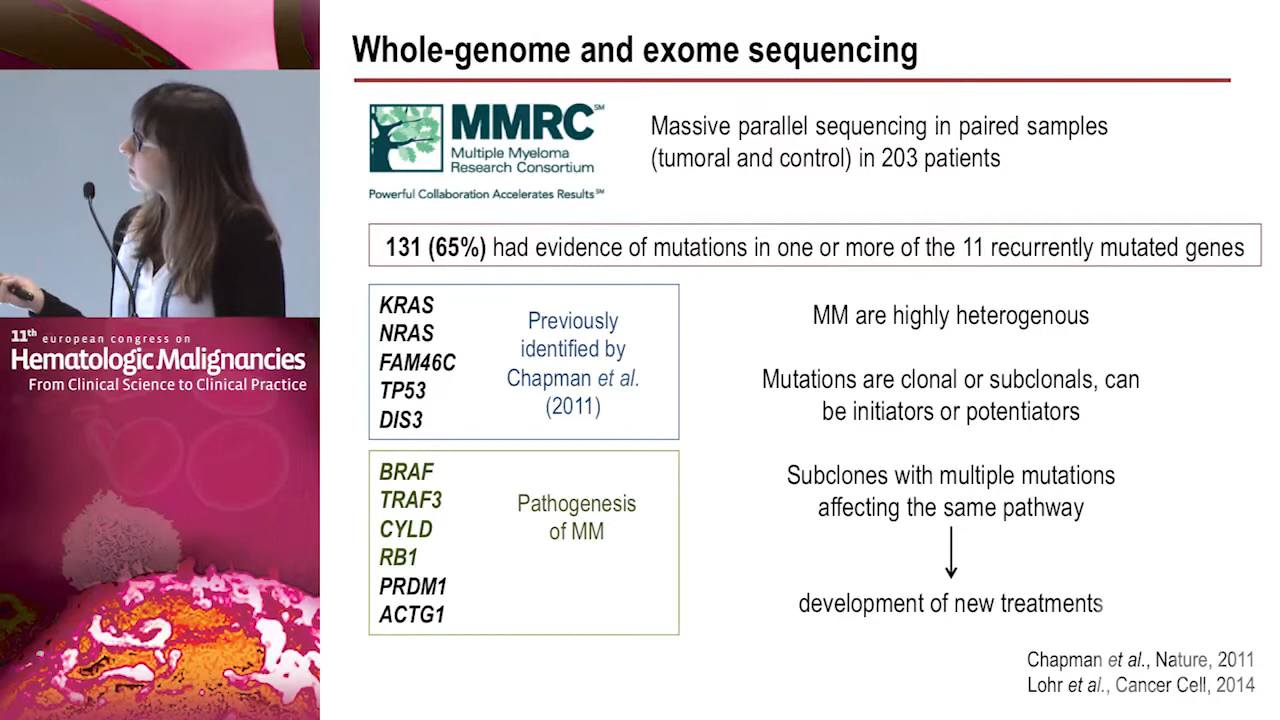 Whole-genome and exome sequencing
MMRC SM
Multiple Myeloma
Research Consortium
Powerful Collaboration Accelerates Results SM
Massive parallel sequencing in paired samples
(tumoral and control) in 203 patients
131 (65%) had evidence of mutations in one or more of the 11 recurrently mutated genes
KRAS
NRAS
FAM46C
TP53
DIS3
Previously
identified by
Chapman et al.
(2011)
BRAF
TRAF3
CYLD
RB1
PRDM1
ACTG1
Pathogenesis
of MM
MM are highly heterogenous
Mutations are clonal or subclonals, can
be initiators or potentiators
Subclones with multiple mutations
affecting the same pathway
development of new treatments
Chapman et al., Nature, 2011
Lohr et al., Cancer Cell, 2014
11th european congress on
Hematologic Malignancies
From Clinical Science to Clinical Practice